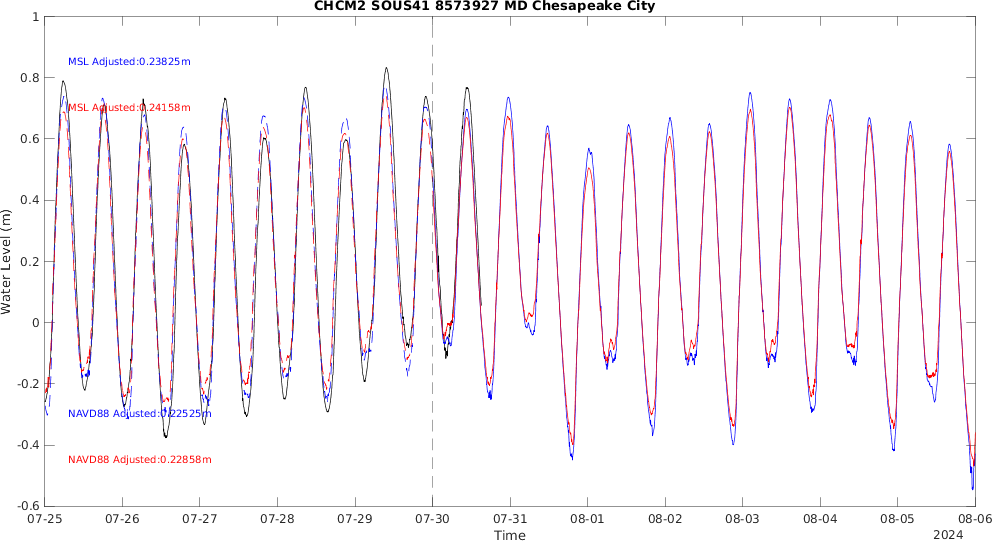 CHCM2 SOUS41 8573927 MD Chesapeake City
1
0.8
0.6
0.4
0.2
0
-0.2
-0.4
-0.6
Water Level (m)
MSL Adjusted:0.23825m
MSL Adjusted:0.24158m
NAVD88 Adjusted:0.22525m
NAVD88 Adjusted:0.22858m
07-25 07-26 07-27 07-28 07-29 07-30 07-31 08-01 08-02 08-03 08-04 08-05 08-06
Time
2024